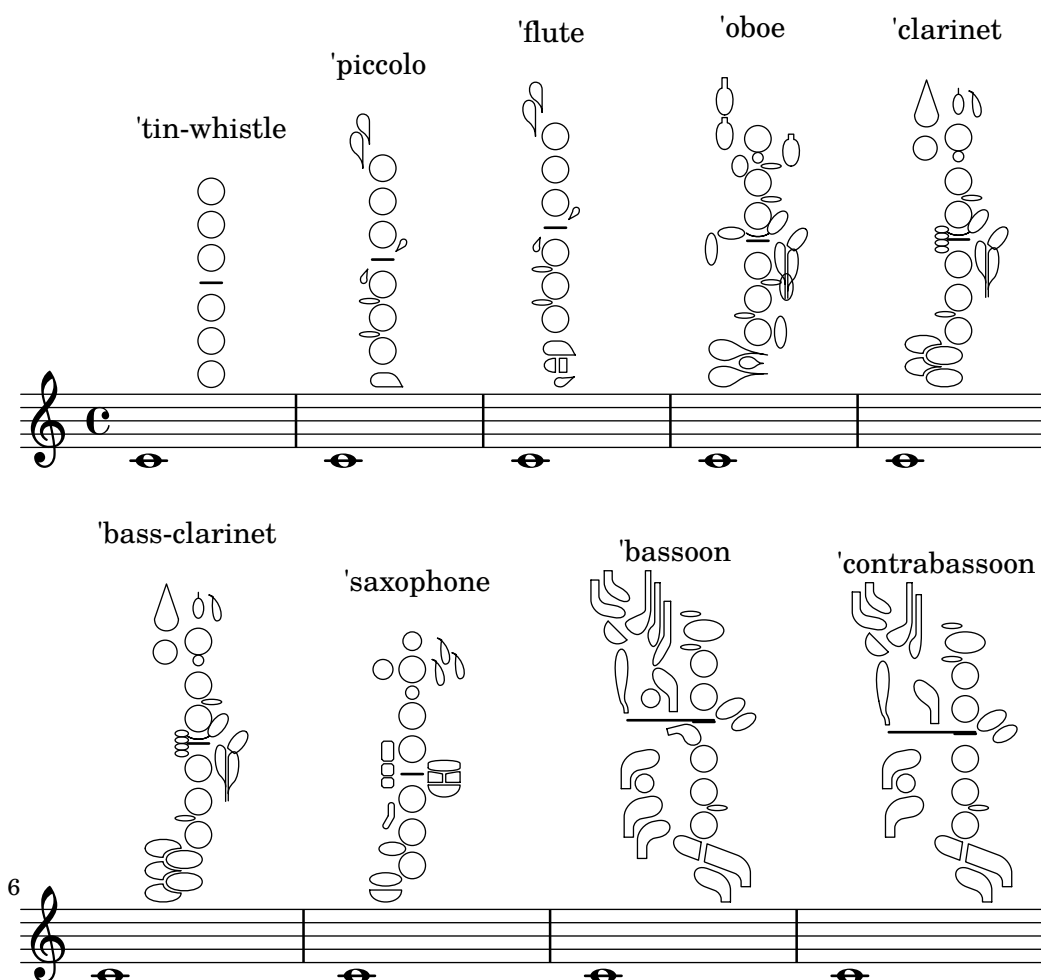 'tin-whistle
'piccolo
'flute
'oboe
'clarinet
'bass-clarinet
'saxophone
'bassoon
'contrabassoon
6